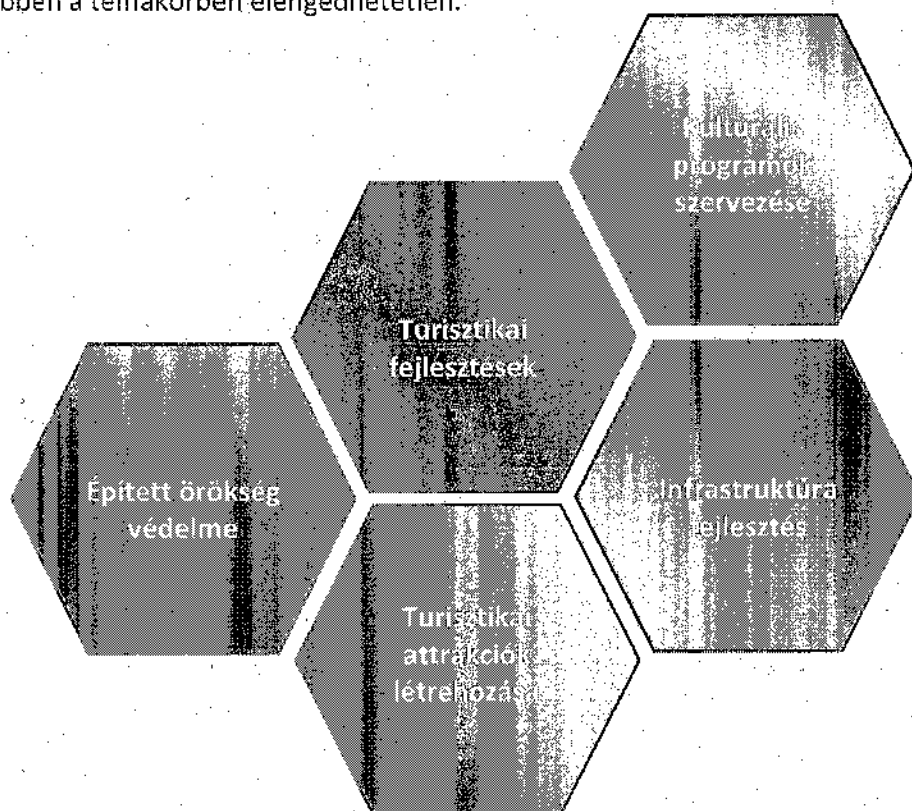 ebben a témakörben elengedhetetlen.
Kulturális
programok
szervezése
Turisztikai
fejlesztések
Épített örökség
védelme
Infrastruktúra
fejlesztés
Turisztikai
attrakciók
létrehozása